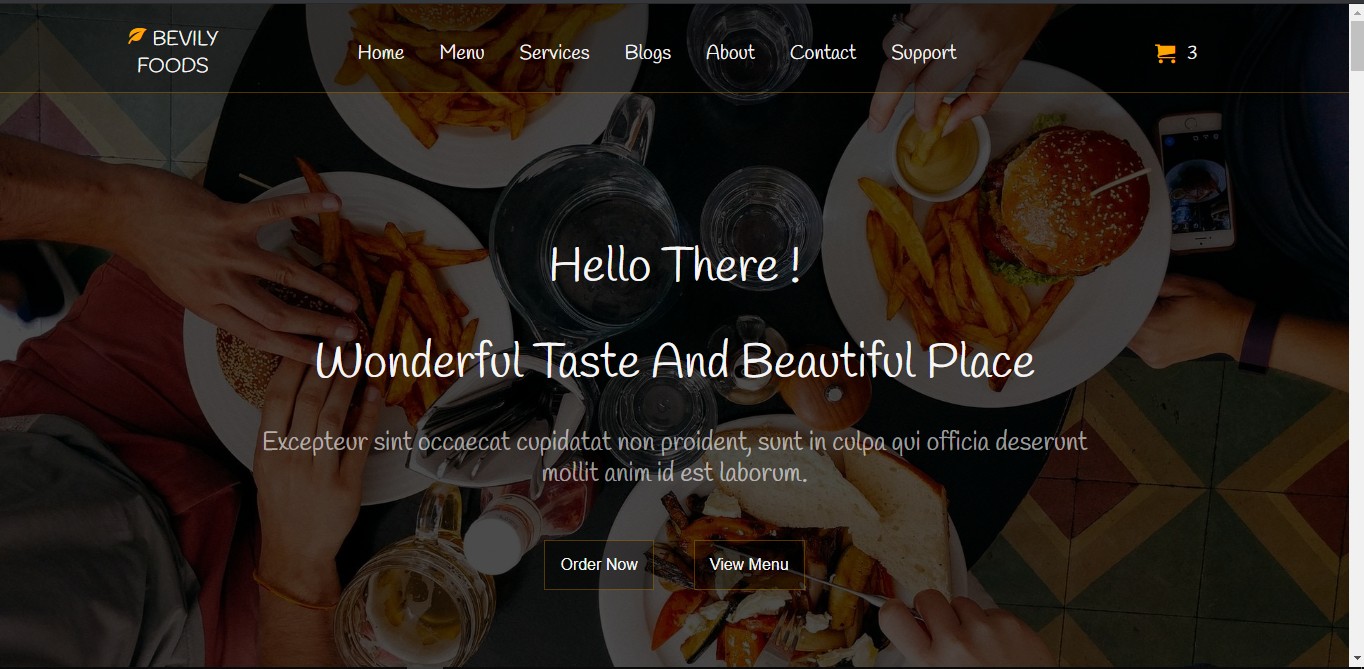 BEVILY
FOODS
Home Menu Services Blogs About Contact Support
3
Hello There !
Wonderful Taste And Beautiful Place
Excepteur sint occaecat cupidatat non proident, sunt in culpa qui officia deserunt
mollit anim id est laborum.
Order Now View Menu